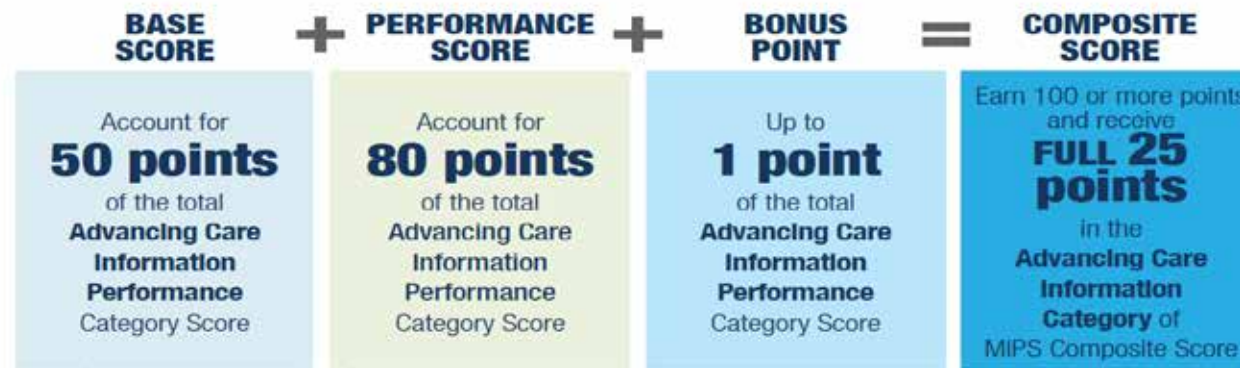 BASE
SCORE
+
PERFORMANCE
SCORE
+
BONUS
POINT
=
COMPOSITE
SCORE
Account for
50 points
of the total
Advancing Care
Information
Performance
Category Score
Account for
80 points
of the total
Advancing Care
Information
Performance
Category Score
Up to
1 point
of the total
Advancing Care
Information
Performance
Category Score
Earn 100 or more points
and receive
FULL 25
points
in the
Advancing Care
Information
Category of
MIPS Composite Score